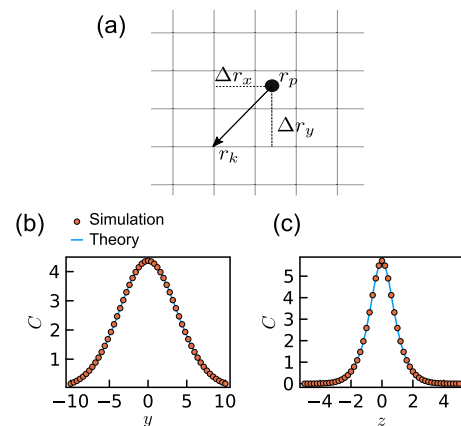 (a)
Δr_x r_p
Δr_y
r_k
(b) Simulation (c)
Theory
4
3
2
1
C
−10 −5 0 5 10
y
5
4
3
2
1
0
C
−4 −2 0 2 4
z